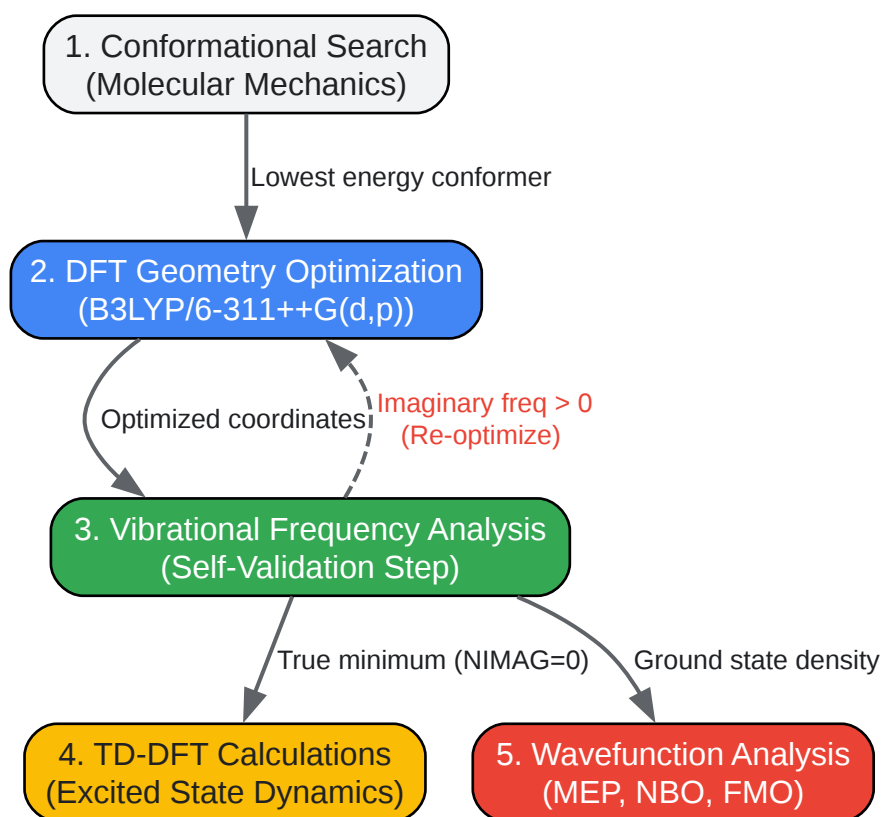 1. Conformational Search
(Molecular Mechanics)
Lowest energy conformer
2. DFT Geometry Optimization
(B3LYP/6-311++G(d,p))
Optimized coordinates
Imaginary freq > 0
(Re-optimize)
3. Vibrational Frequency Analysis
(Self-Validation Step)
True minimum (NIMAG=0)
Ground state density
4. TD-DFT Calculations
(Excited State Dynamics)
5. Wavefunction Analysis
(MEP, NBO, FMO)